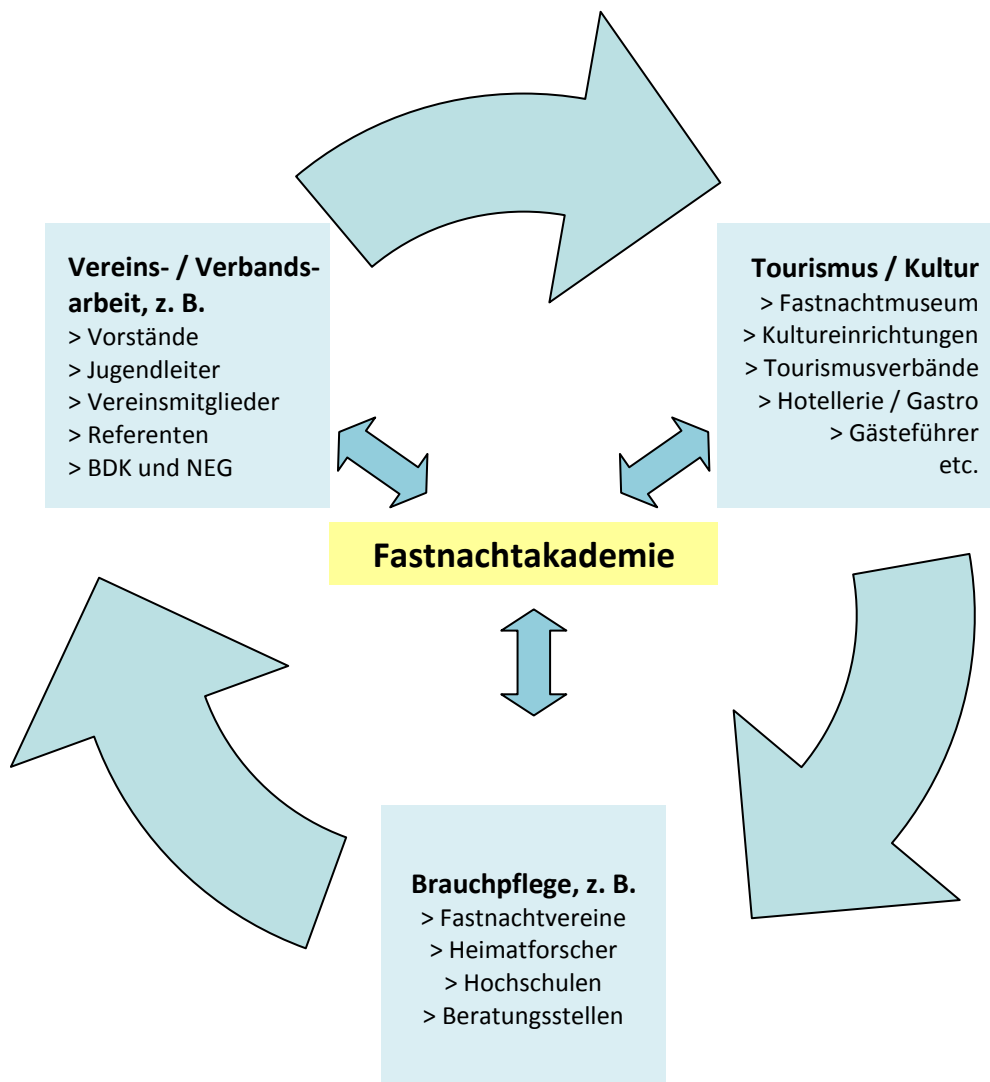 Vereins- / Verbands-
arbeit, z. B.
> Vorstände
> Jugendleiter
> Vereinsmitglieder
> Referenten
> BDK und NEG
Tourismus / Kultur
> Fastnachtmuseum
> Kultureinrichtungen
> Tourismusverbände
> Hotellerie / Gastro
> Gästeführer
etc.
Fastnachtakademie
Brauchpflege, z. B.
> Fastnachtvereine
> Heimatforscher
> Hochschulen
> Beratungsstellen